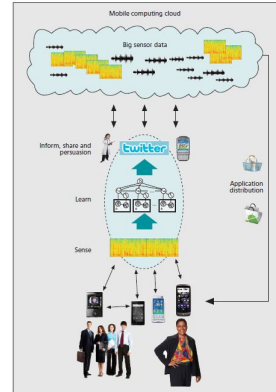 Mobile computing cloud
Big sensor data
Inform, share and
persuasion
twitter
Learn
Application
distribution
Sense